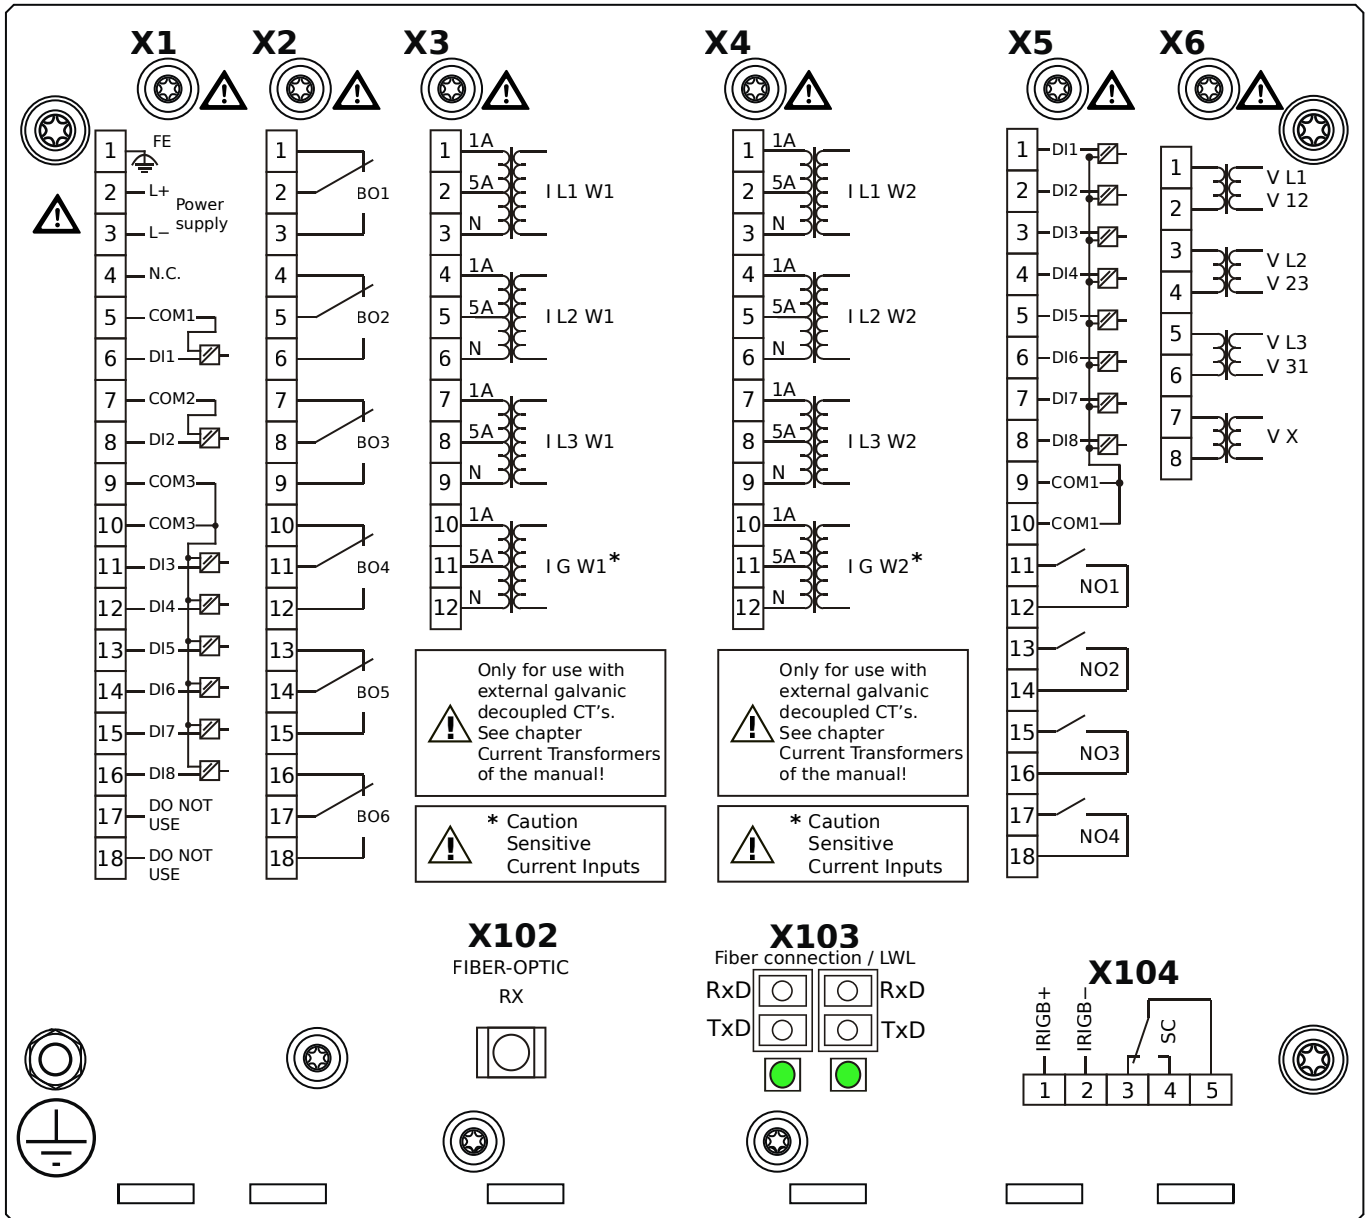 X1
1 FE
2 L+ Power
3 L− supply
4 N.C.
5 COM1
6 DI1
7 COM2
8 DI2
9 COM3
10 COM3
11 DI3
12 DI4
13 DI5
14 DI6
15 DI7
16 DI8
17 DO NOT
USE
18 DO NOT
USE
X2
1
2 BO1
3
4
5 BO2
6
7
8 BO3
9
10
11 BO4
12
13
14 BO5
15
16
17 BO6
18
X3
1 1A
2 5A I L1 W1
3 N
4 1A
5 5A I L2 W1
6 N
7 1A
8 5A I L3 W1
9 N
10 1A
11 5A I G W1*
12 N
Only for use with
external galvanic
decoupled CT's.
See chapter
Current Transformers
of the manual!
* Caution
Sensitive
Current Inputs
X4
1 1A
2 5A I L1 W2
3 N
4 1A
5 5A I L2 W2
6 N
7 1A
8 5A I L3 W2
9 N
10 1A
11 5A I G W2*
12 N
Only for use with
external galvanic
decoupled CT's.
See chapter
Current Transformers
of the manual!
* Caution
Sensitive
Current Inputs
X5
1 DI1
2 DI2
3 DI3
4 DI4
5 DI5
6 DI6
7 DI7
8 DI8
9 COM1
10 COM1
11
NO1
12
13
NO2
14
15
NO3
16
17
NO4
18
X6
1 V L1
2 V 12
3 V L2
4 V 23
5 V L3
6 V 31
7
V X
8
X102
FIBER-OPTIC
RX
X103
Fiber connection / LWL
RxD RxD
TxD TxD
X104
IRIGB+ IRIGB− SC
1 2 3 4 5